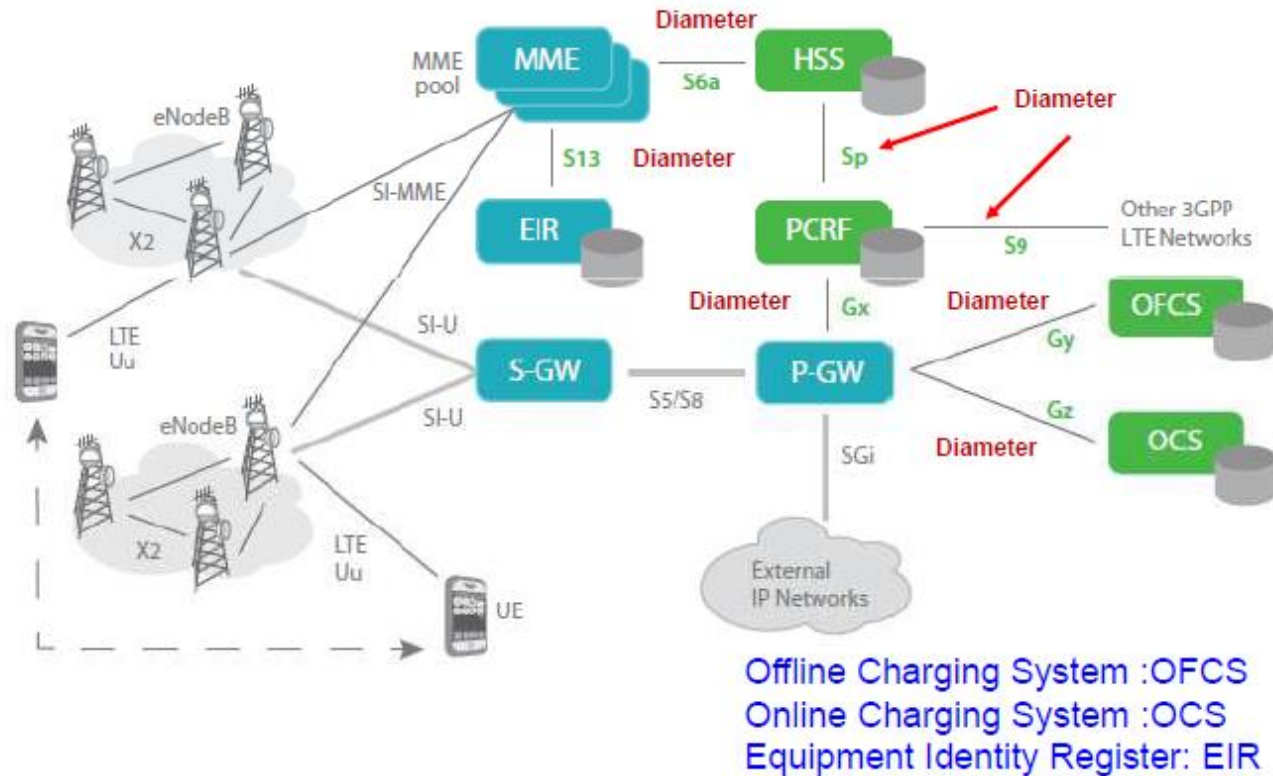 Diameter
MME
pool
MME
S6a
HSS
eNodeB
Diameter
S13
Diameter
Sp
SI-MME
X2
EIR
PCRF
S9
Other 3GPP
LTE Networks
Diameter
Gx
Diameter
OFCS
LTE
Uu
SI-U
Gy
S-GW
S5/S8
P-GW
SI-U
Gz
eNodeB
SGi
Diameter
OCS
X2
LTE
Uu
External
IP Networks
UE
Offline Charging System :OFCS
Online Charging System :OCS
Equipment Identity Register: EIR